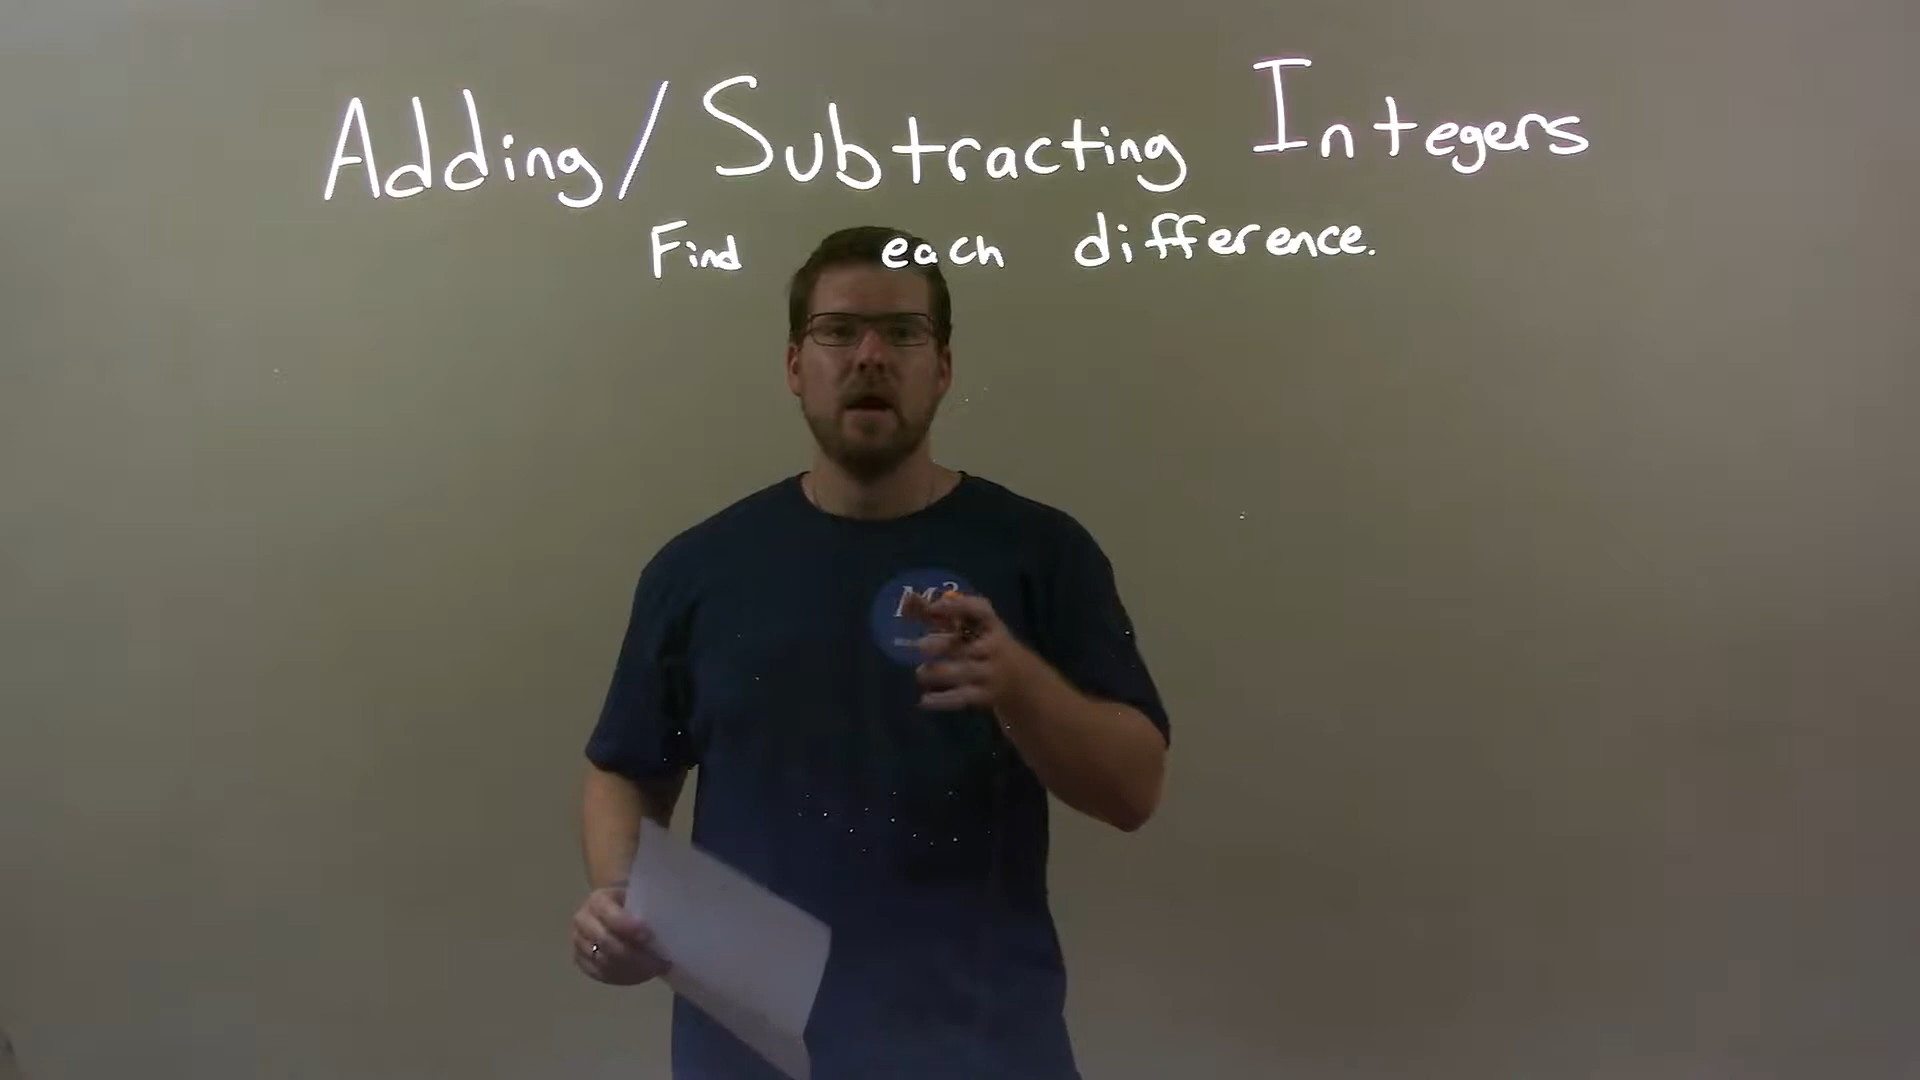 Adding/Subtracting Integers
Find each difference.
M